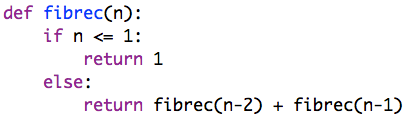 def fibrec(n):
    if n <= 1:
        return 1
    else:
        return fibrec(n-2) + fibrec(n-1)